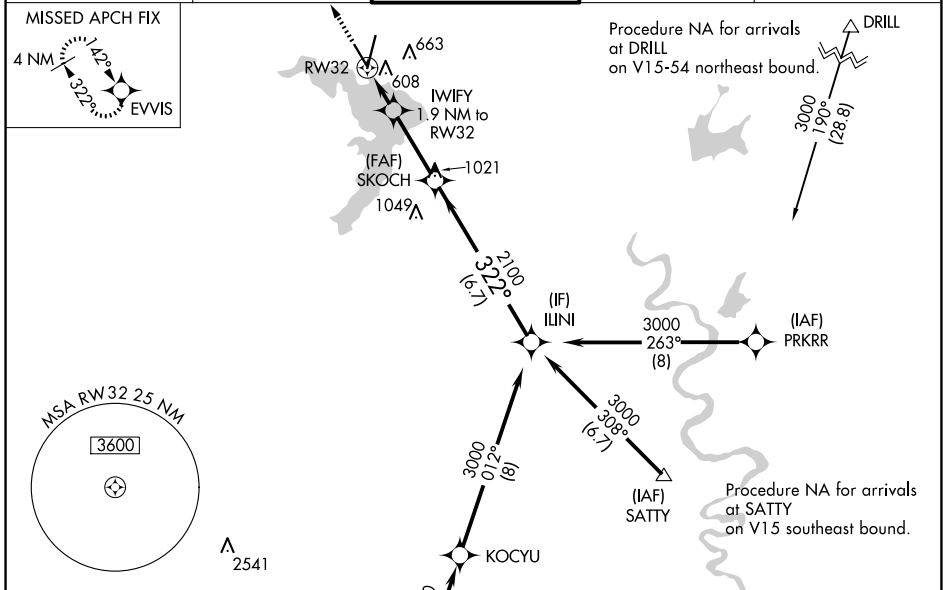 MISSED APCH FIX
4 NM
142°
322°
EVVIS
RW32
663
608
IWIFY
1.9 NM to
RW32
(FAF)
SKOCH
1021
1049
2100
322°
(6.7)
(IF)
ILINI
3000
263°
(8)
(IAF)
PRKRR
Procedure NA for arrivals
at DRILL
on V15-54 northeast bound.
DRILL
3000
190°
(28.8)
MSA RW32 25 NM
3600
2541
3000
012°
(8)
KOCYU
3000
308°
(6.7)
(IAF)
SATTY
Procedure NA for arrivals
at SATTY
on V15 southeast bound.